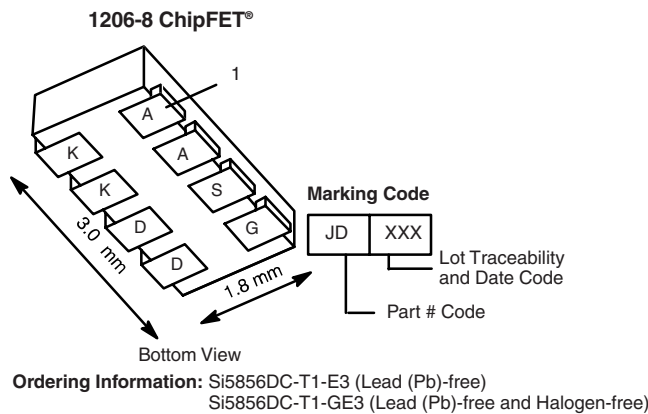 1206-8 ChipFET®
1
A
K
A
K
S
D
G
D
3.0 mm
1.8 mm
Bottom View
Marking Code
JD XXX
Lot Traceability
and Date Code
Part # Code
Ordering Information: Si5856DC-T1-E3 (Lead (Pb)-free)
Si5856DC-T1-GE3 (Lead (Pb)-free and Halogen-free)